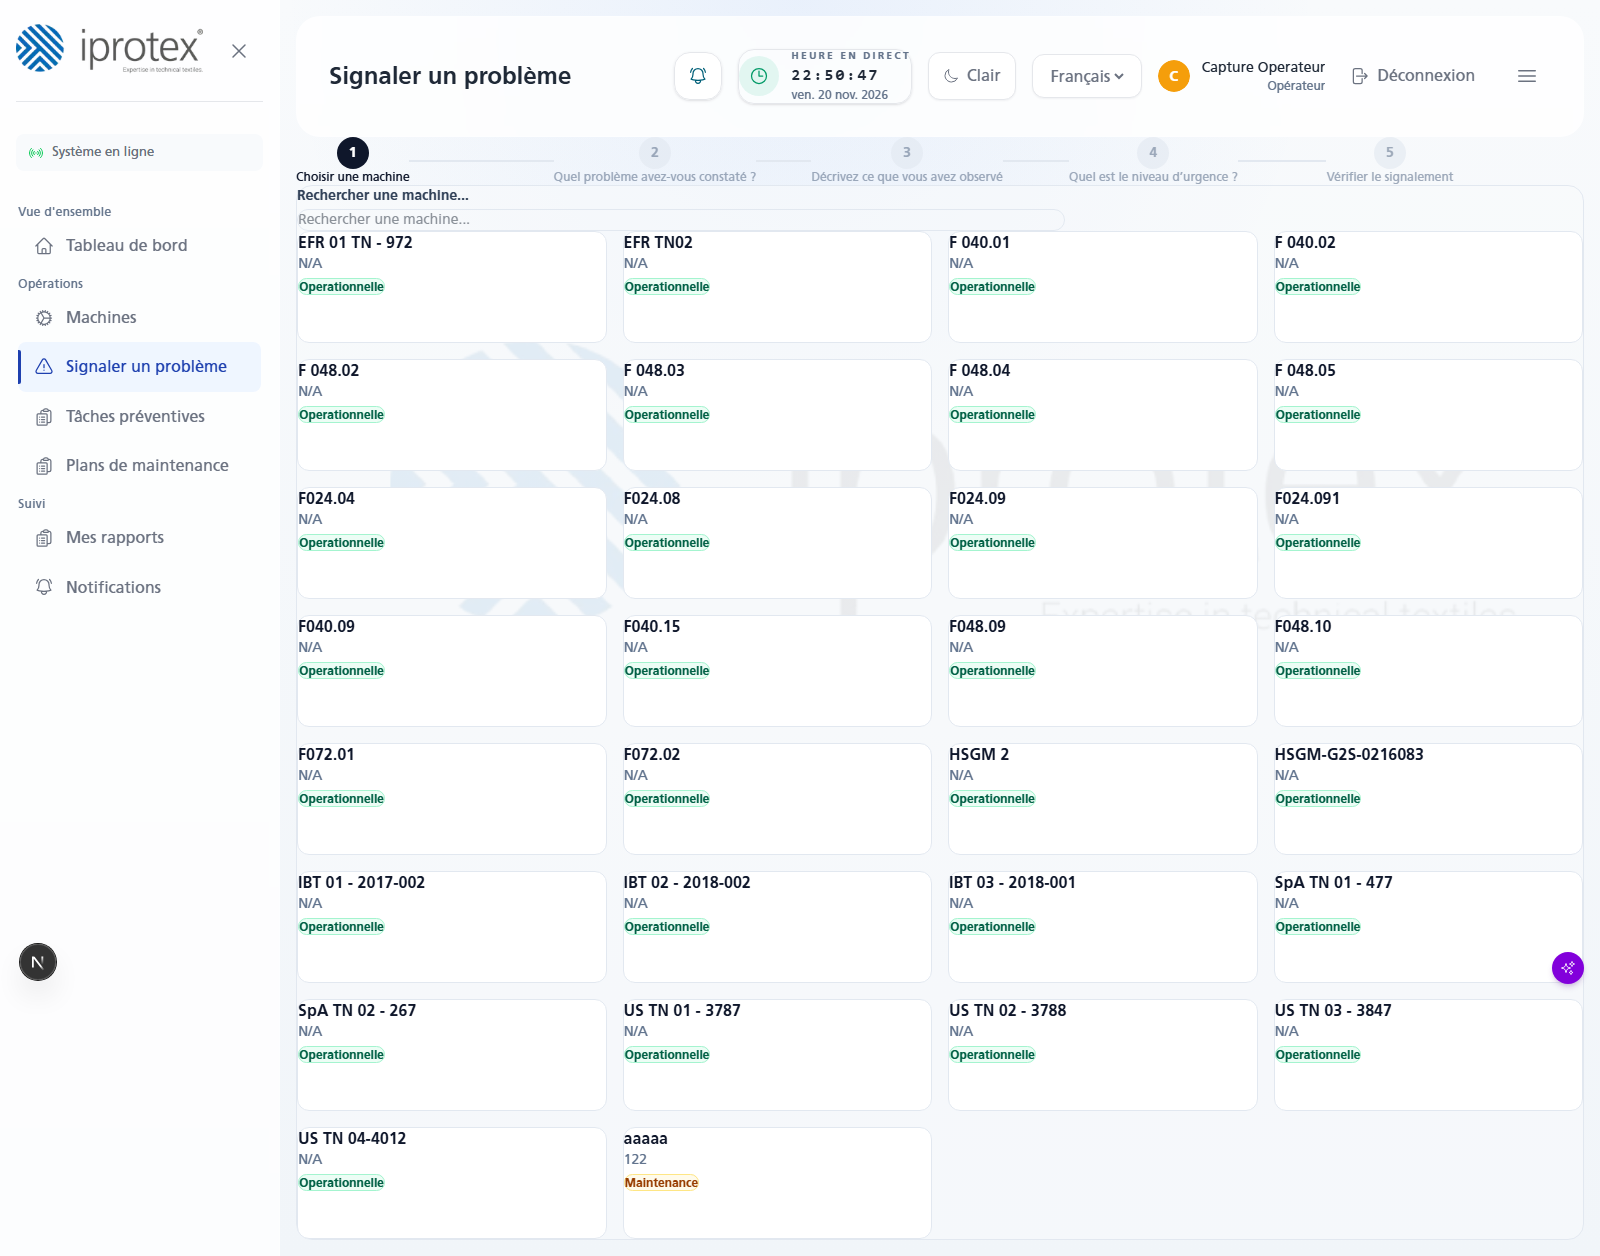 iprotex®
Expertise in technical textiles.
Système en ligne
Vue d'ensemble
Tableau de bord
Opérations
Machines
Signaler un problème
Tâches préventives
Plans de maintenance
Suivi
Mes rapports
Notifications
N
Signaler un problème
HEURE EN DIRECT
22:50:47
ven. 20 nov. 2026
Clair
Français
C
Capture Operateur
Opérateur
Déconnexion
1
Choisir une machine
2
Quel problème avez-vous constaté ?
3
Décrivez ce que vous avez observé
4
Quel est le niveau d’urgence ?
5
Vérifier le signalement
Rechercher une machine...
Rechercher une machine...
EFR 01 TN - 972
N/A
Operationnelle
EFR TN02
N/A
Operationnelle
F 040.01
N/A
Operationnelle
F 040.02
N/A
Operationnelle
F 048.02
N/A
Operationnelle
F 048.03
N/A
Operationnelle
F 048.04
N/A
Operationnelle
F 048.05
N/A
Operationnelle
F024.04
N/A
Operationnelle
F024.08
N/A
Operationnelle
F024.09
N/A
Operationnelle
F024.091
N/A
Operationnelle
F040.09
N/A
Operationnelle
F040.15
N/A
Operationnelle
F048.09
N/A
Operationnelle
F048.10
N/A
Operationnelle
F072.01
N/A
Operationnelle
F072.02
N/A
Operationnelle
HSGM 2
N/A
Operationnelle
HSGM-G2S-0216083
N/A
Operationnelle
IBT 01 - 2017-002
N/A
Operationnelle
IBT 02 - 2018-002
N/A
Operationnelle
IBT 03 - 2018-001
N/A
Operationnelle
SpA TN 01 - 477
N/A
Operationnelle
SpA TN 02 - 267
N/A
Operationnelle
US TN 01 - 3787
N/A
Operationnelle
US TN 02 - 3788
N/A
Operationnelle
US TN 03 - 3847
N/A
Operationnelle
US TN 04-4012
N/A
Operationnelle
aaaaa
122
Maintenance
Expertise in technical textiles.